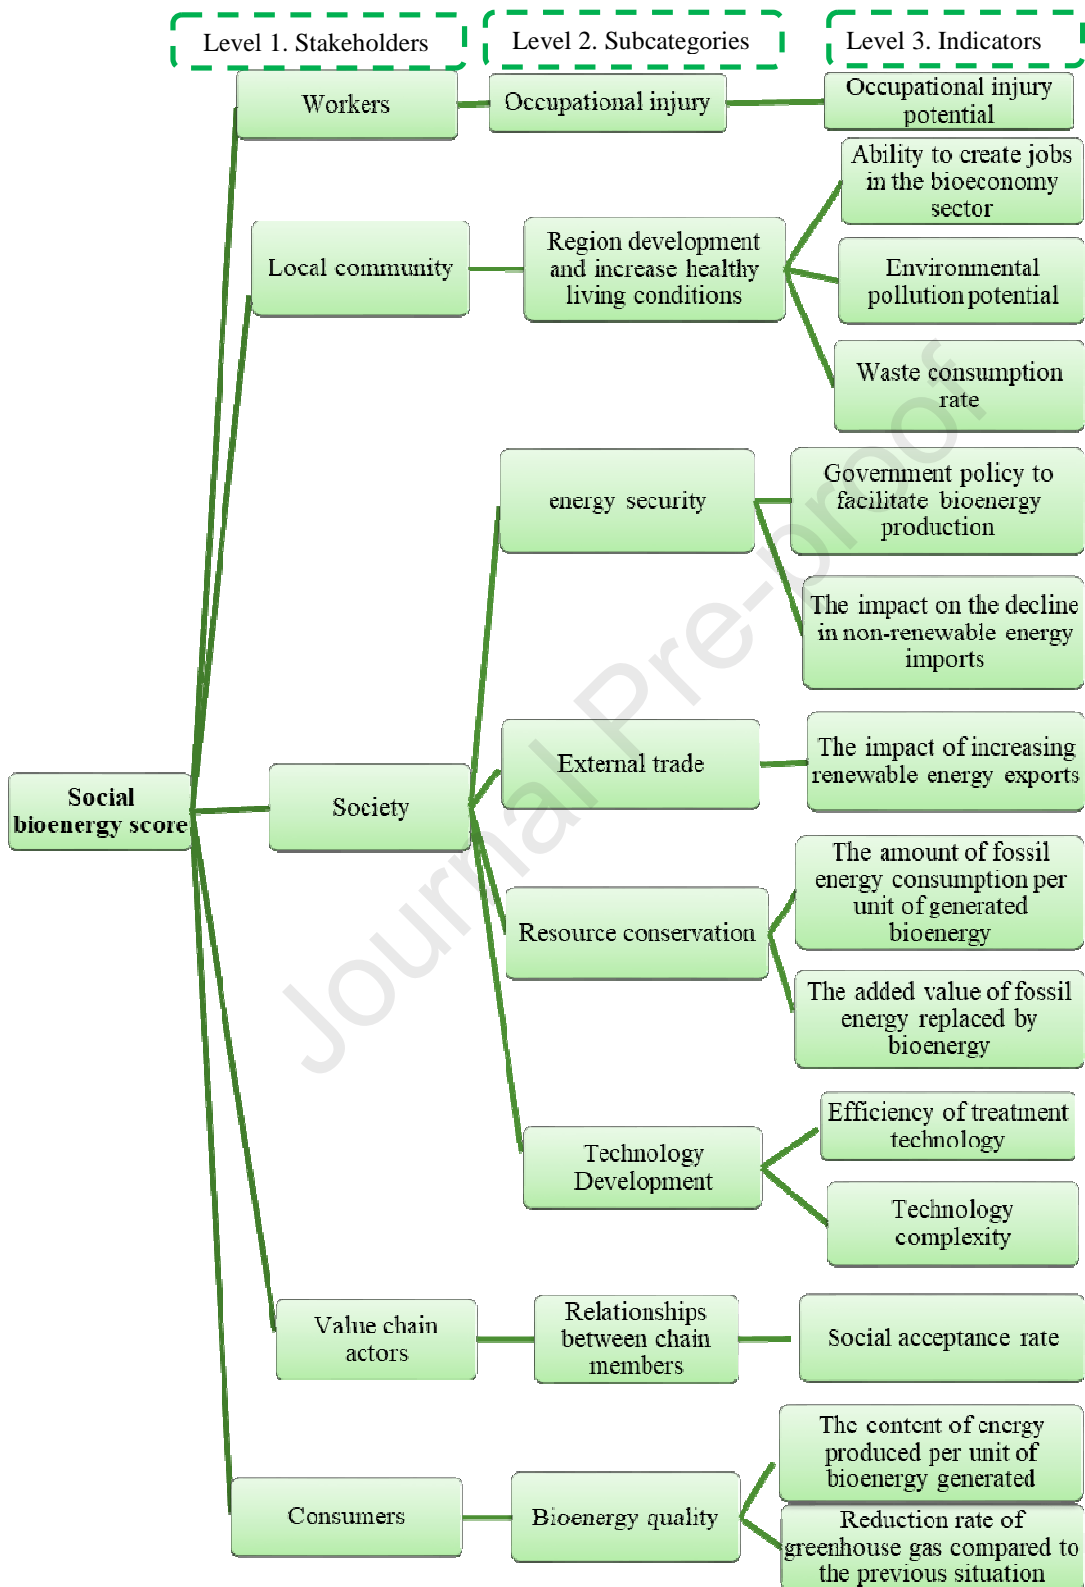 Level 1. Stakeholders
Level 2. Subcategories
Level 3. Indicators
Workers
Occupational injury
Occupational injury
potential
Ability to create jobs
in the bioeconomy
sector
Local community
Region development
and increase healthy
living conditions
Environmental
pollution potential
Waste consumption
rate
energy security
Government policy to
facilitate bioenergy
production
The impact on the decline
in non-renewable energy
imports
External trade
The impact of increasing
renewable energy exports
Social
bioenergy score
Society
Resource conservation
The amount of fossil
energy consumption per
unit of generated
bioenergy
The added value of fossil
energy replaced by
bioenergy
Technology
Development
Efficiency of treatment
technology
Technology
complexity
Value chain
actors
Relationships
between chain
members
Social acceptance rate
Consumers
Bioenergy quality
The content of energy
produced per unit of
bioenergy generated
Reduction rate of
greenhouse gas compared to
the previous situation
Journal Pre-proof